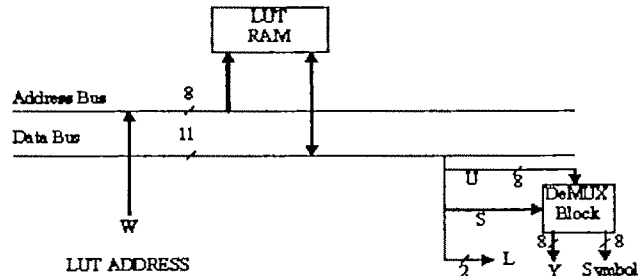 LUT
RAM
Address Bus 8
Data Bus 11
U 8
DeMUX
Block
S
W
8 8
LUT ADDRESS
2 L Y Symbol